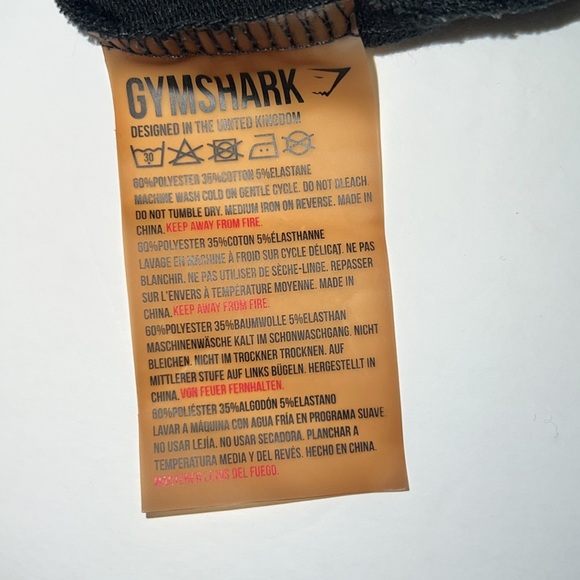 GYMSHARK
DESIGNED IN THE UNITED KINGDOM
30
60%POLYESTER 35%COTTON 5%ELASTANE
MACHINE WASH COLD ON GENTLE CYCLE. DO NOT BLEACH.
DO NOT TUMBLE DRY. MEDIUM IRON ON REVERSE. MADE IN
CHINA. KEEP AWAY FROM FIRE.
60%POLYESTER 35%COTON 5%ÉLASTHANNE
LAVAGE EN MACHINE À FROID SUR CYCLE DÉLICAT. NE PAS
BLANCHIR. NE PAS UTILISER DE SÈCHE-LINGE. REPASSER
SUR L'ENVERS À TEMPÉRATURE MOYENNE. MADE IN
CHINA. KEEP AWAY FROM FIRE.
60%POLYESTER 35%BAUMWOLLE 5%ELASTHAN
MASCHINENWÄSCHE KALT IM SCHONWASCHGANG. NICHT
BLEICHEN. NICHT IM TROCKNER TROCKNEN. AUF
MITTLERER STUFE AUF LINKS BÜGELN. HERGESTELLT IN
CHINA. VON FEUER FERNHALTEN.
60%POLIÉSTER 35%ALGODÓN 5%ELASTANO
LAVAR A MÁQUINA CON AGUA FRÍA EN PROGRAMA SUAVE.
NO USAR LEJÍA. NO USAR SECADORA. PLANCHAR A
TEMPERATURA MEDIA Y DEL REVÉS. HECHO EN CHINA.
DEL FUEGO.